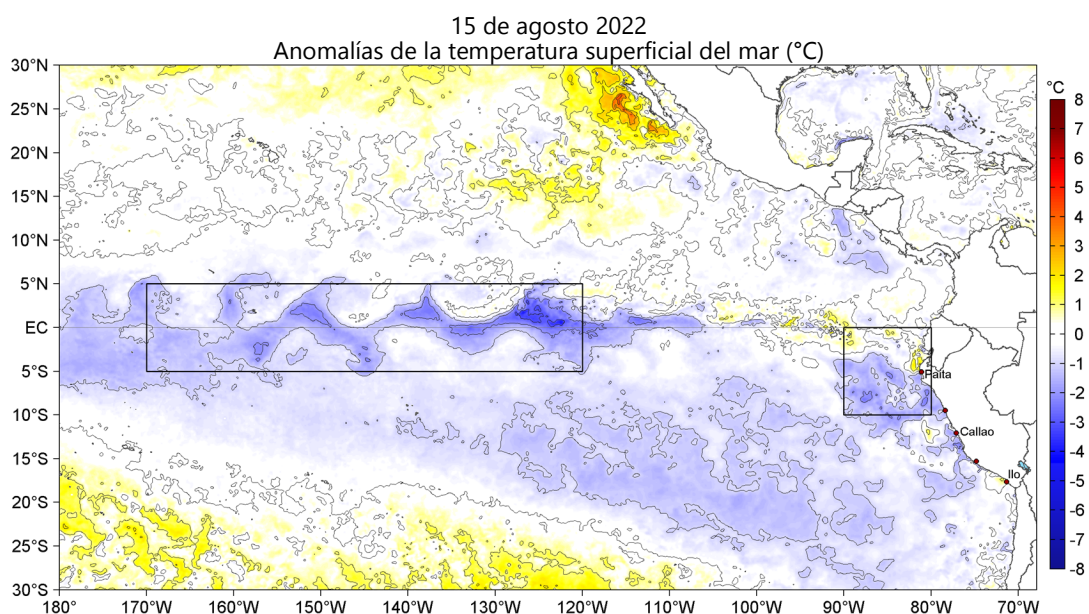 15 de agosto 2022
Anomalías de la temperatura superficial del mar (°C)
30°N
25°N
20°N
15°N
10°N
5°N
EC
5°S
10°S
15°S
20°S
25°S
30°S
180 170°W 160°W 150°W 140°W 130°W 120°W 110°W 100°W 90°W 80°W 70°W
Paita
Callao
Ilo
°C
8
7
6
5
4
3
2
1
0
-1
-2
-3
-4
-5
-6
-7
-8